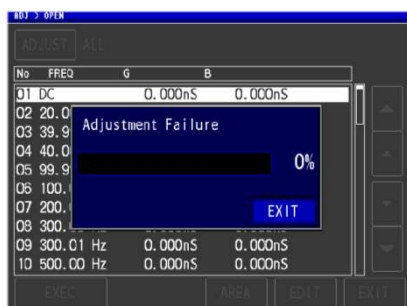 ADJ > OPEN
ADJUST ALL
No FREQ G B
01 DC 0.000nS 0.000nS
02 20.0
03 39.9
04 40.0
05 99.9
06 100.
07 200.
08 300.
09 300.01 Hz 0.000nS 0.000nS
10 500.00 Hz 0.000nS 0.000nS
Adjustment Failure
0%
EXIT
EXEC AREA EDIT EXIT